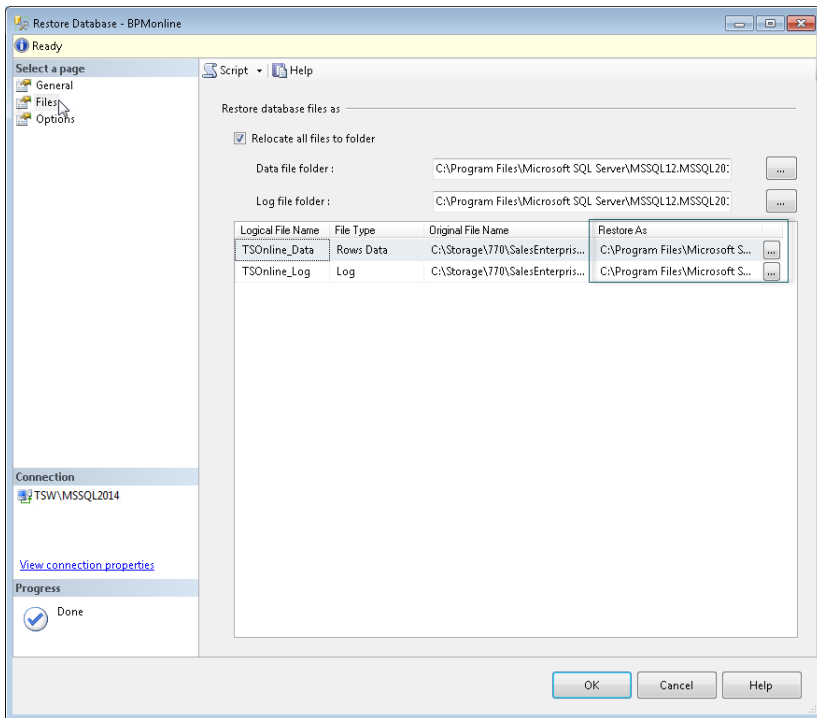 Restore Database - BPMonline
Ready
Select a page
General
Files
Options
Script Help
Restore database files as
Relocate all files to folder
Data file folder : C:\Program Files\Microsoft SQL Server\MSSQL12.MSSQL20: ...
Log file folder : C:\Program Files\Microsoft SQL Server\MSSQL12.MSSQL20: ...
Logical File Name File Type Original File Name Restore As
TSOnline_Data Rows Data C:\Storage\770\SalesEnterpris... C:\Program Files\Microsoft S... ...
TSOnline_Log Log C:\Storage\770\SalesEnterpris... C:\Program Files\Microsoft S... ...
Connection
TSW\MSSQL2014
View connection properties
Progress
Done
OK Cancel Help